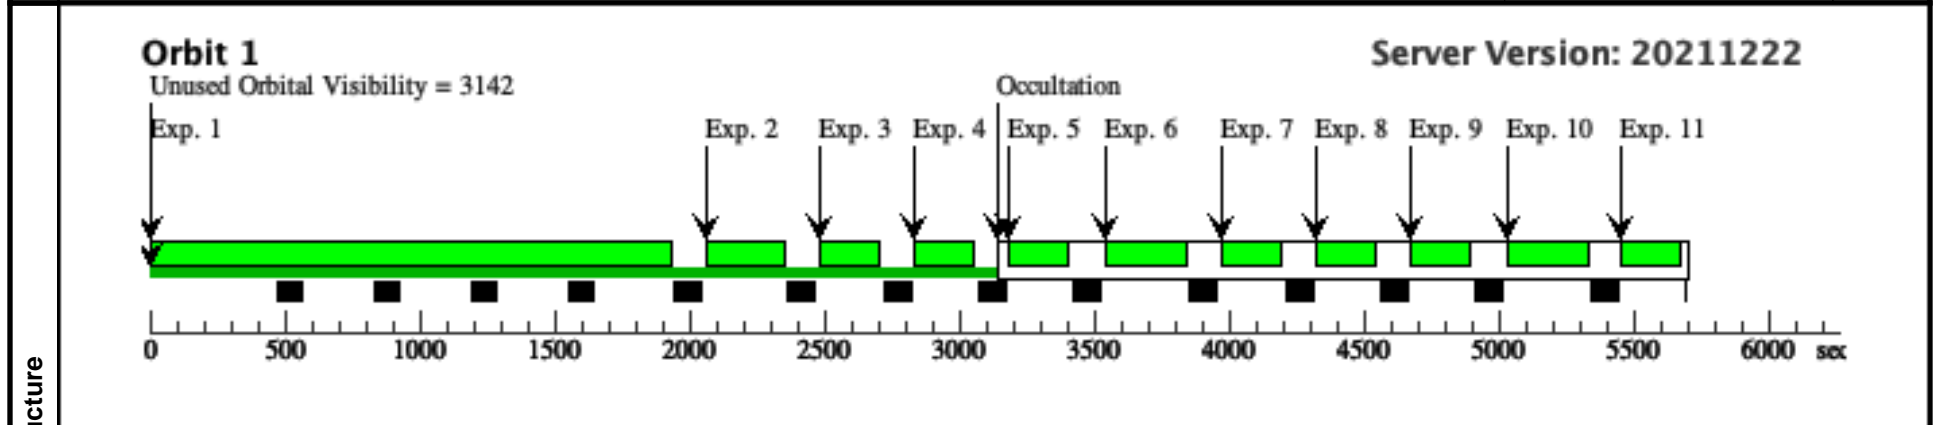 Orbit 1 Server Version: 20211222
Unused Orbital Visibility = 3142 Occultation
Exp. 1 Exp. 2 Exp. 3 Exp. 4 Exp. 5 Exp. 6 Exp. 7 Exp. 8 Exp. 9 Exp. 10 Exp. 11
0 500 1000 1500 2000 2500 3000 3500 4000 4500 5000 5500 6000 sec
icture